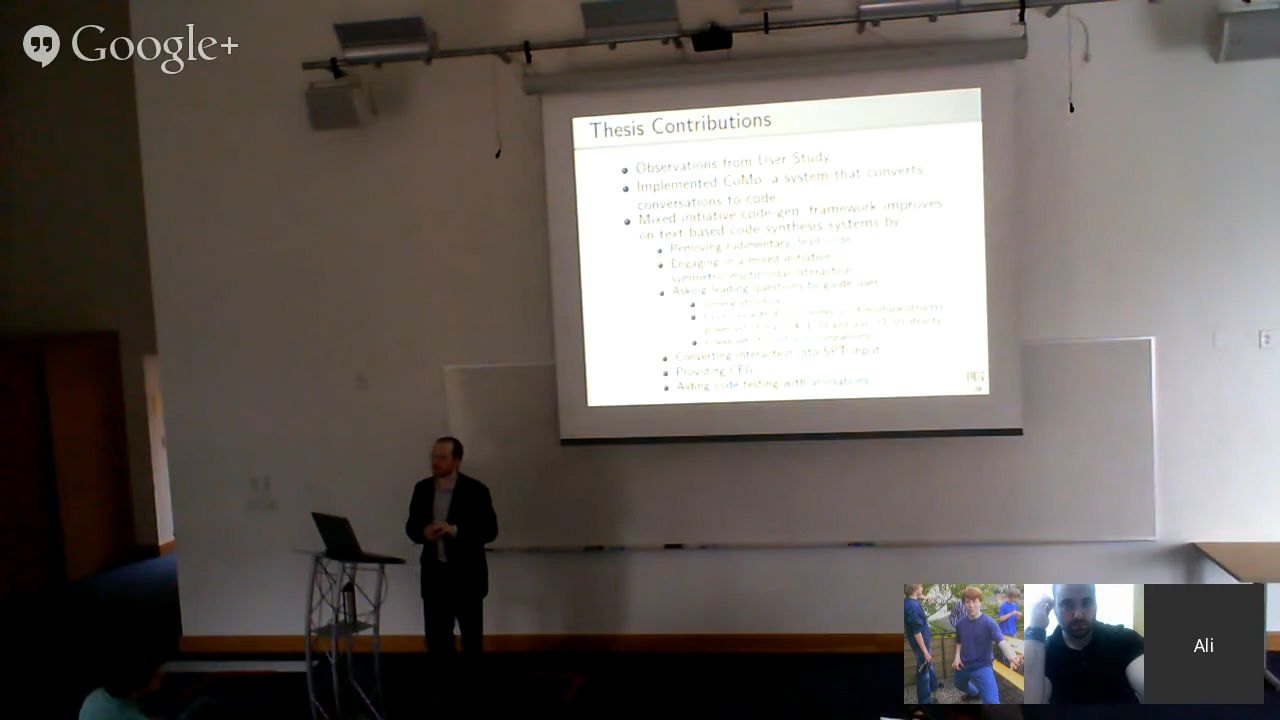 Google+
Thesis Contributions
Observations from User Study
Implemented CoMo, a system that converts
conversations to code
Mixed initiative code-gen. framework improves
on text based code synthesis systems by
Removing rudimentary, dead code
Engaging in a mixed initiative
symmetric multimodal interaction
Asking leading questions to guide user
General structure
Converting interaction into SPT input
Providing
Aiding code testing with animations
Ali